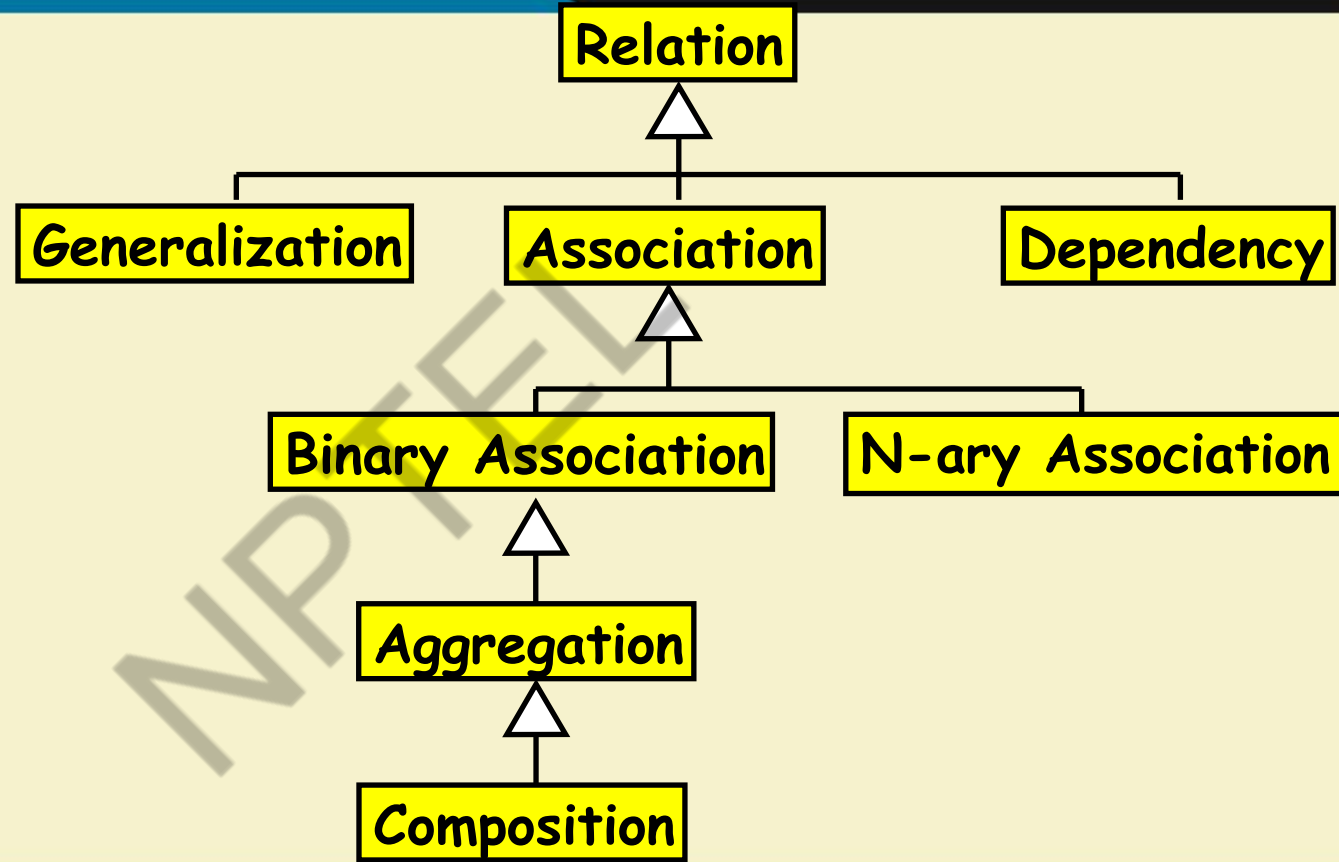 Relation
Generalization Association Dependency
Binary Association N-ary Association
Aggregation
Composition
NPTEL